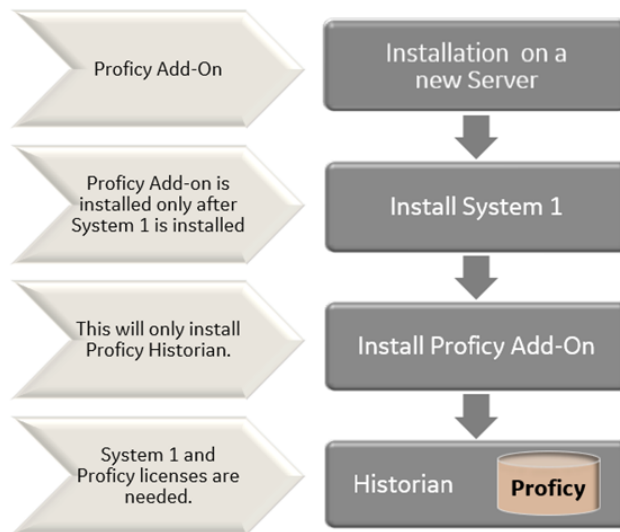 Proficy Add-On
Installation on a
new Server
Proficy Add-on is
installed only after
System 1 is installed
Install System 1
This will only install
Proficy Historian.
Install Proficy Add-On
System 1 and
Proficy licenses are
needed.
Historian
Proficy